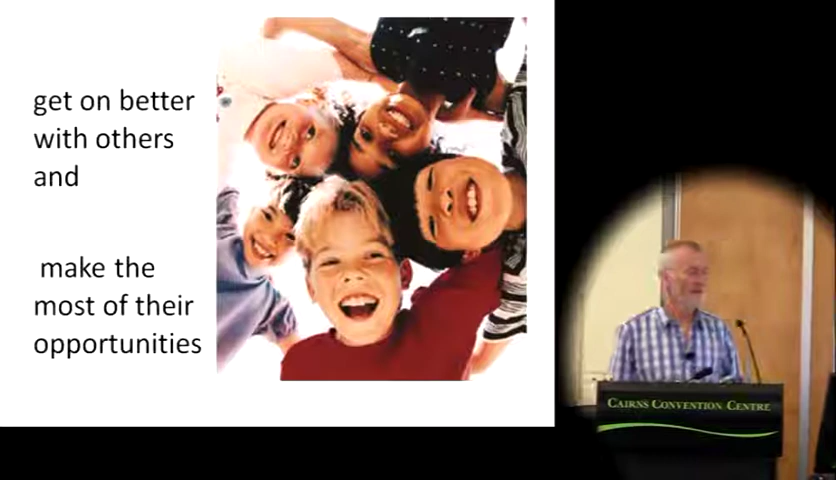 get on better
with others
and
make the
most of their
opportunities
CAIRNS CONVENTION CENTRE